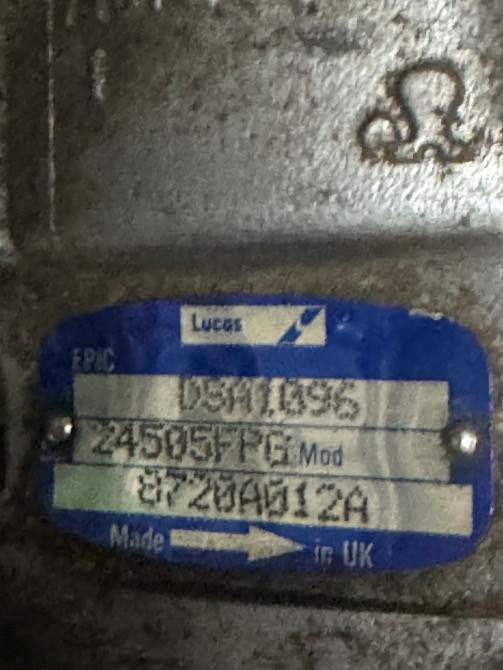 Lucas
EPIC
DSA1096
24505FPG Mod
8720A012A
Made in UK